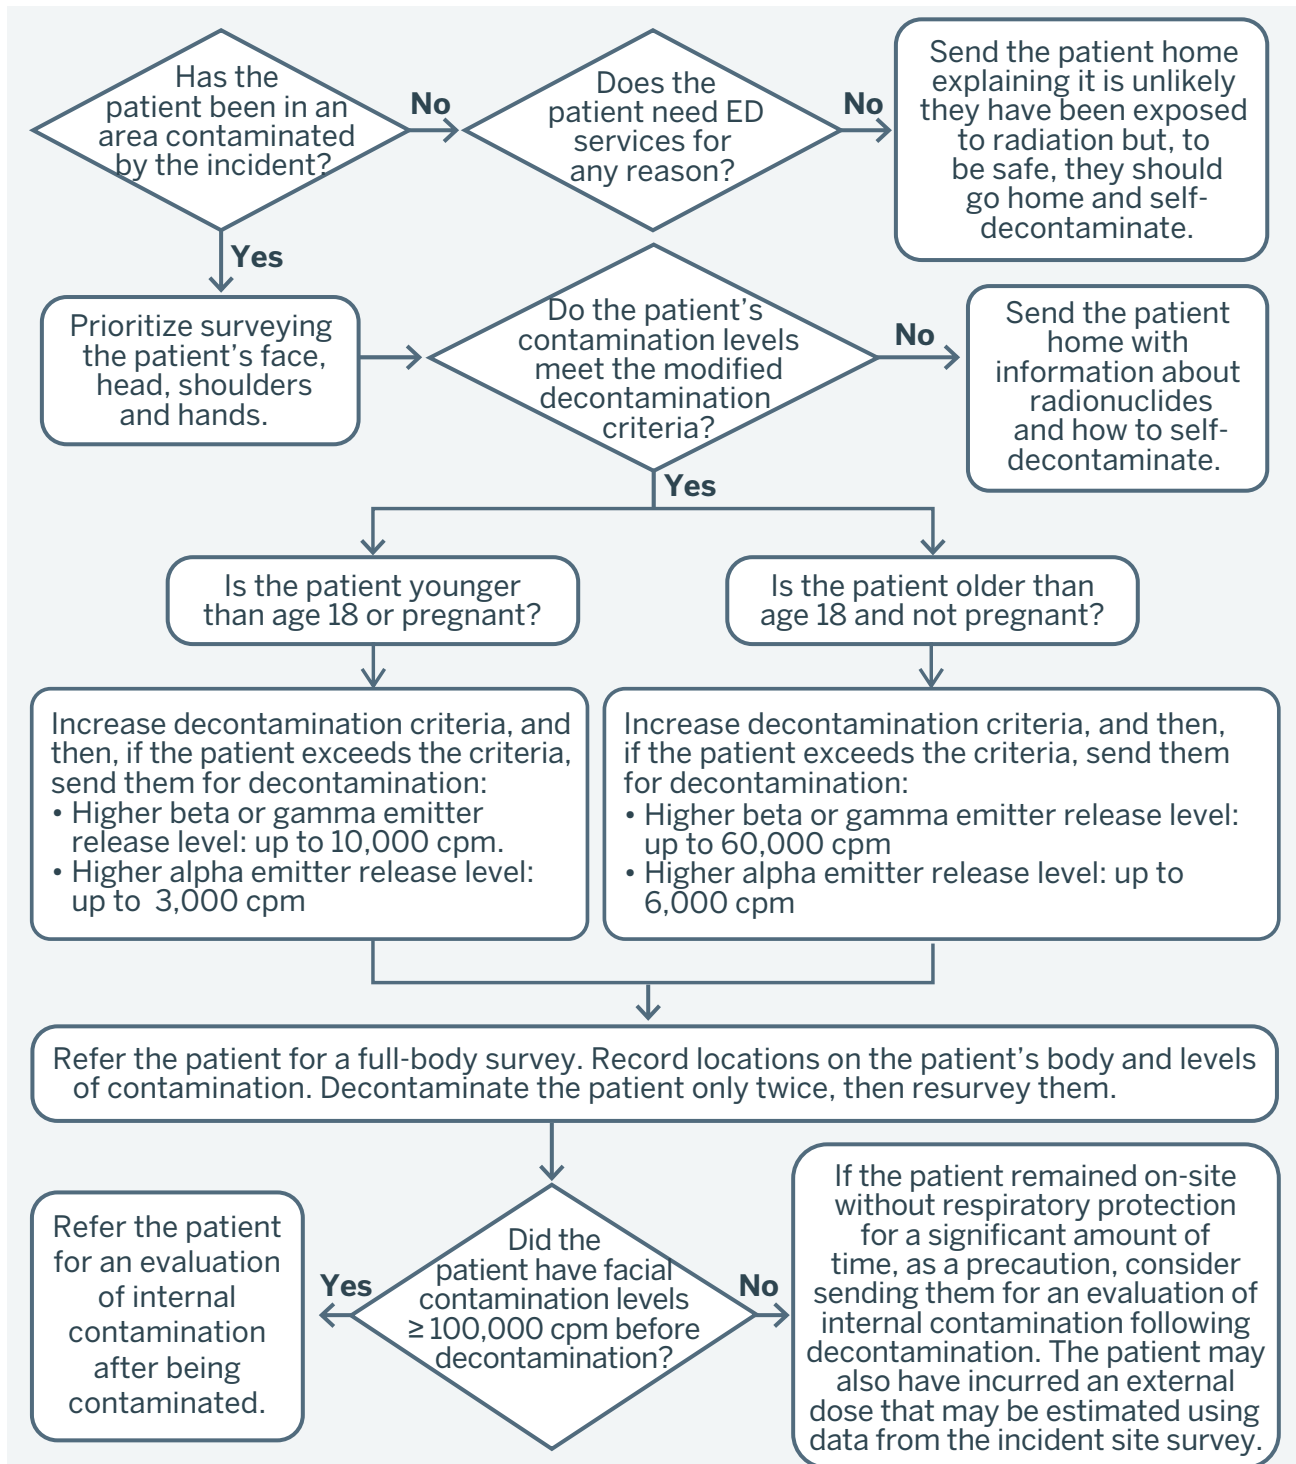 Has the
patient been in an
area contaminated
by the incident?
No
Does the
patient need ED
services for
any reason?
No
Send the patient home
explaining it is unlikely
they have been exposed
to radiation but, to
be safe, they should
go home and self-
decontaminate.
Yes
Prioritize surveying
the patient’s face,
head, shoulders
and hands.
Do the patient’s
contamination levels
meet the modified
decontamination
criteria?
No
Send the patient
home with
information about
radionuclides
and how to self-
decontaminate.
Yes
Is the patient younger
than age 18 or pregnant?
Is the patient older than
age 18 and not pregnant?
Increase decontamination criteria, and
then, if the patient exceeds the criteria,
send them for decontamination:
• Higher beta or gamma emitter
release level: up to 10,000 cpm.
• Higher alpha emitter release level:
up to 3,000 cpm
Increase decontamination criteria, and then,
if the patient exceeds the criteria, send them
for decontamination:
• Higher beta or gamma emitter release level:
up to 60,000 cpm
• Higher alpha emitter release level: up to
6,000 cpm
Refer the patient for a full-body survey. Record locations on the patient’s body and levels
of contamination. Decontaminate the patient only twice, then resurvey them.
Refer the patient
for an evaluation
of internal
contamination
after being
contaminated.
Yes
Did the
patient have facial
contamination levels
≥ 100,000 cpm before
decontamination?
No
If the patient remained on-site
without respiratory protection
for a significant amount of
time, as a precaution, consider
sending them for an evaluation of
internal contamination following
decontamination. The patient may
also have incurred an external
dose that may be estimated using
data from the incident site survey.